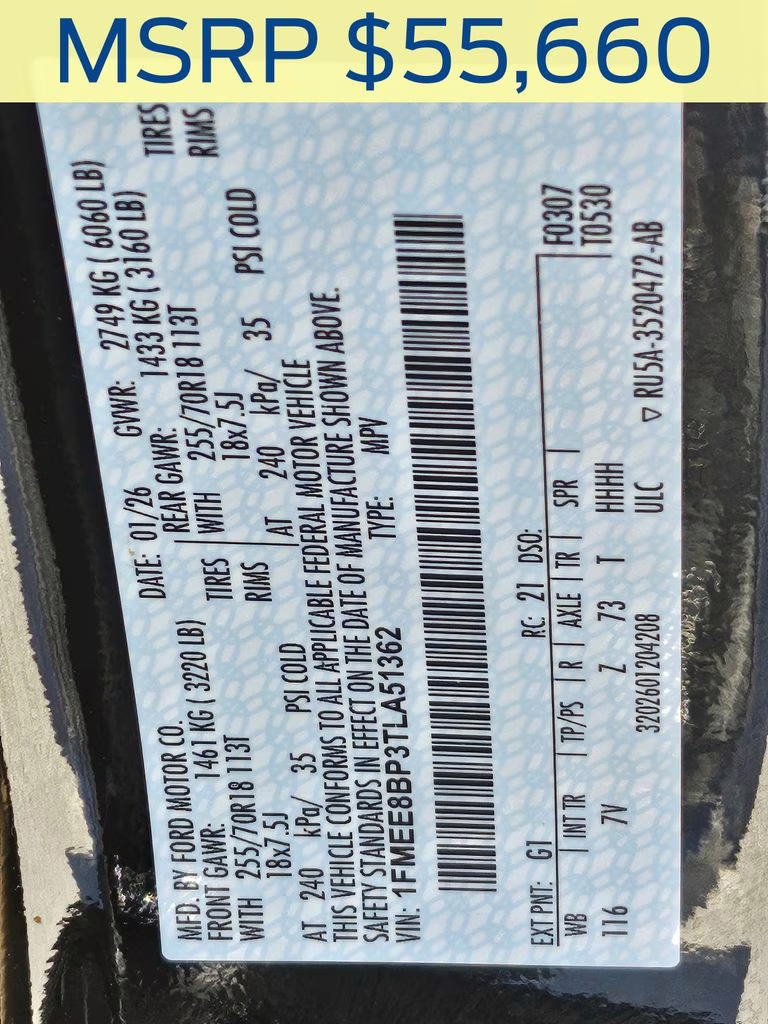 MSRP $55,660
MFD. BY FORD MOTOR CO.
DATE: 01/26 GVWR: 2749 KG ( 6060 LB)
FRONT GAWR: 1461 KG ( 3220 LB)
REAR GAWR: 1433 KG ( 3160 LB)
WITH 255/70R18 113T TIRES
WITH 255/70R18 113T TIRES
18x7.5J RIMS
18x7.5J RIMS
AT 240 kPa/ 35 PSI COLD
AT 240 kPa/ 35 PSI COLD
THIS VEHICLE CONFORMS TO ALL APPLICABLE FEDERAL MOTOR VEHICLE
SAFETY STANDARDS IN EFFECT ON THE DATE OF MANUFACTURE SHOWN ABOVE.
VIN: 1FMEE8BP3TLA51362 TYPE: MPV
EXT PNT: G1 RC: 21 DSO: F0307
WB | INT TR | TP/PS | R | AXLE | TR | SPR | T0530
116 7V Z 73 T HHHH
3202601204208 ULC ▽ RU5A-3520472-AB